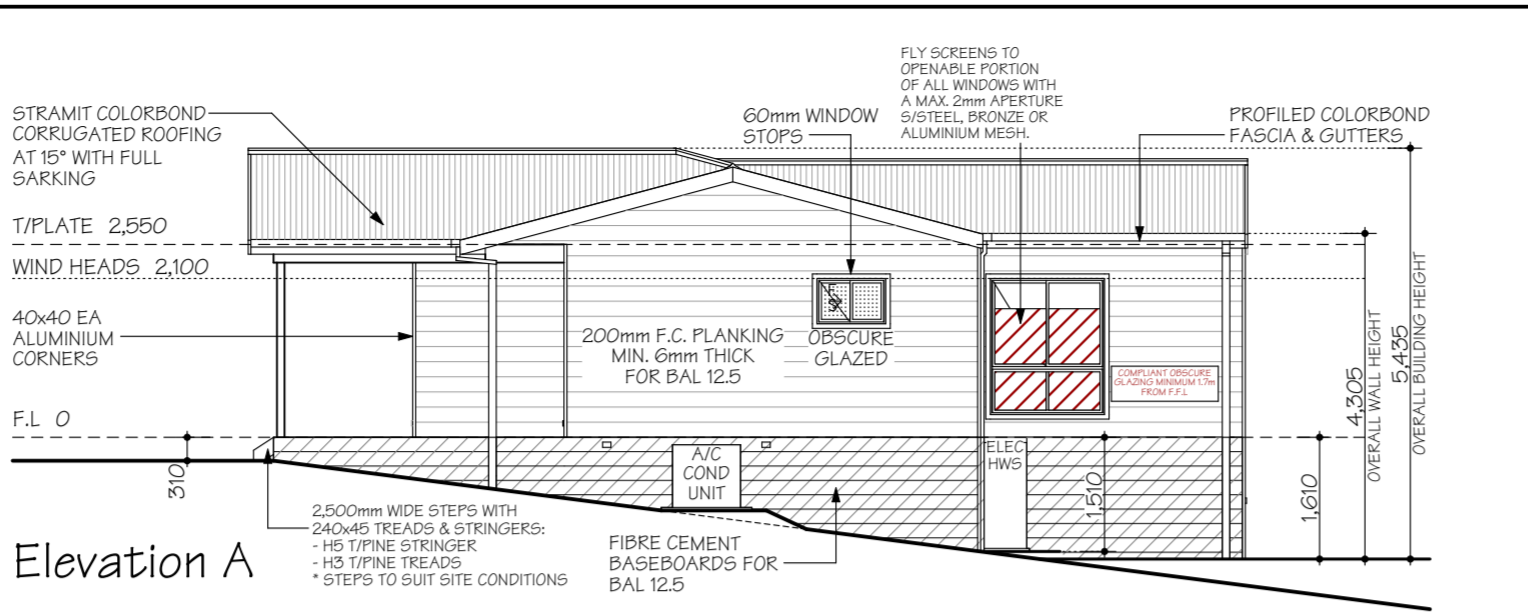 FLY SCREENS TO
OPENABLE PORTION
OF ALL WINDOWS WITH
A MAX. 2mm APERTURE
S/STEEL, BRONZE OR
ALUMINIUM MESH.
STRAMIT COLORBOND
CORRUGATED ROOFING
AT 15° WITH FULL
SARKING
60mm WINDOW
STOPS
PROFILED COLORBOND
FASCIA & GUTTERS
T/PLATE 2,550
WIND HEADS 2,100
40x40 EA
ALUMINIUM
CORNERS
200mm F.C. PLANKING
MIN. 6mm THICK
FOR BAL 12.5
OBSCURE
GLAZED
COMPLIANT OBSCURE
GLAZING MINIMUM 1.7m
FROM F.F.L
4,305
OVERALL WALL HEIGHT
5,435
OVERALL BUILDING HEIGHT
F.L 0
310
A/C
COND
UNIT
ELEC
HWS
1,510
1,610
2,500mm WIDE STEPS WITH
240x45 TREADS & STRINGERS:
- H5 T/PINE STRINGER
- H3 T/PINE TREADS
* STEPS TO SUIT SITE CONDITIONS
FIBRE CEMENT
BASEBOARDS FOR
BAL 12.5
Elevation A